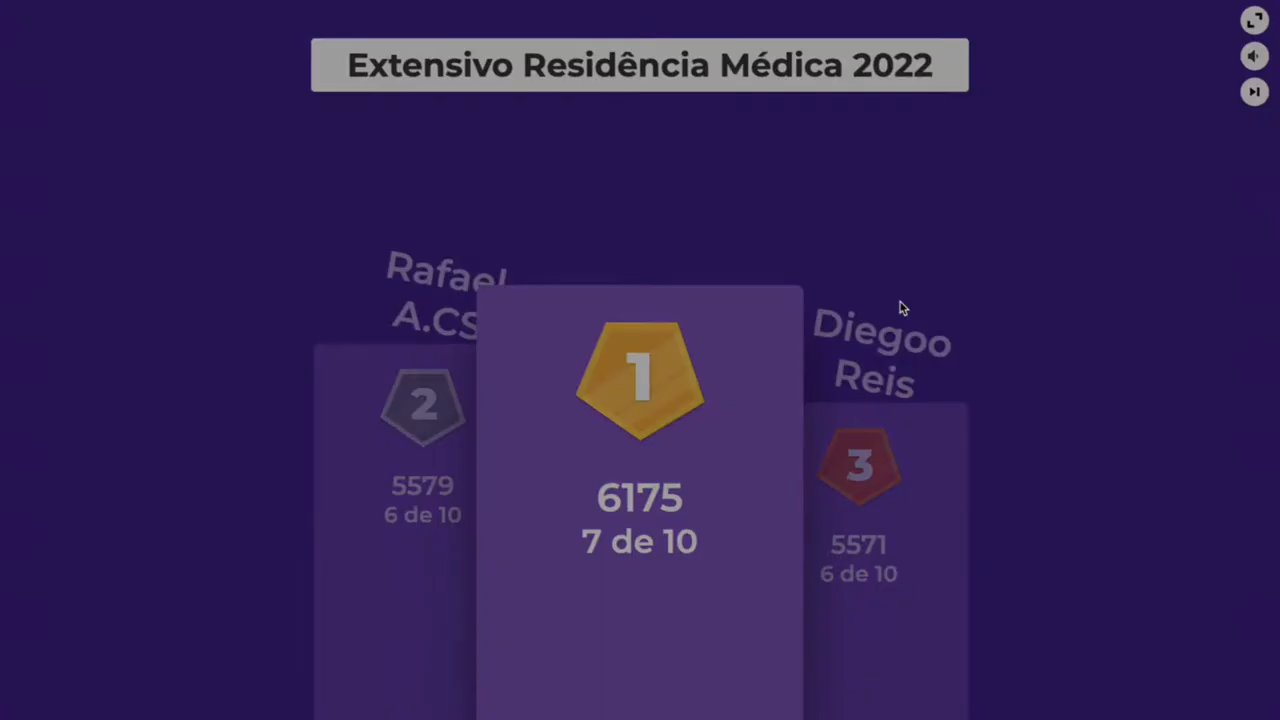 Extensivo Residência Médica 2022
Rafael
A.CS
2
5579
6 de 10
1
6175
7 de 10
Diegoo
Reis
3
5571
6 de 10